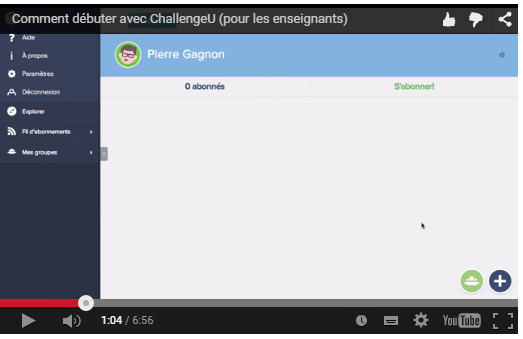 Comment débuter avec ChallengeU (pour les enseignants)
? Aide
i À propos
Paramètres
Déconnexion
Explorer
Fil d'abonnements
Mes groupes
Pierre Gagnon
0 abonnés
S'abonner!
1:04 / 6:56
YouTube